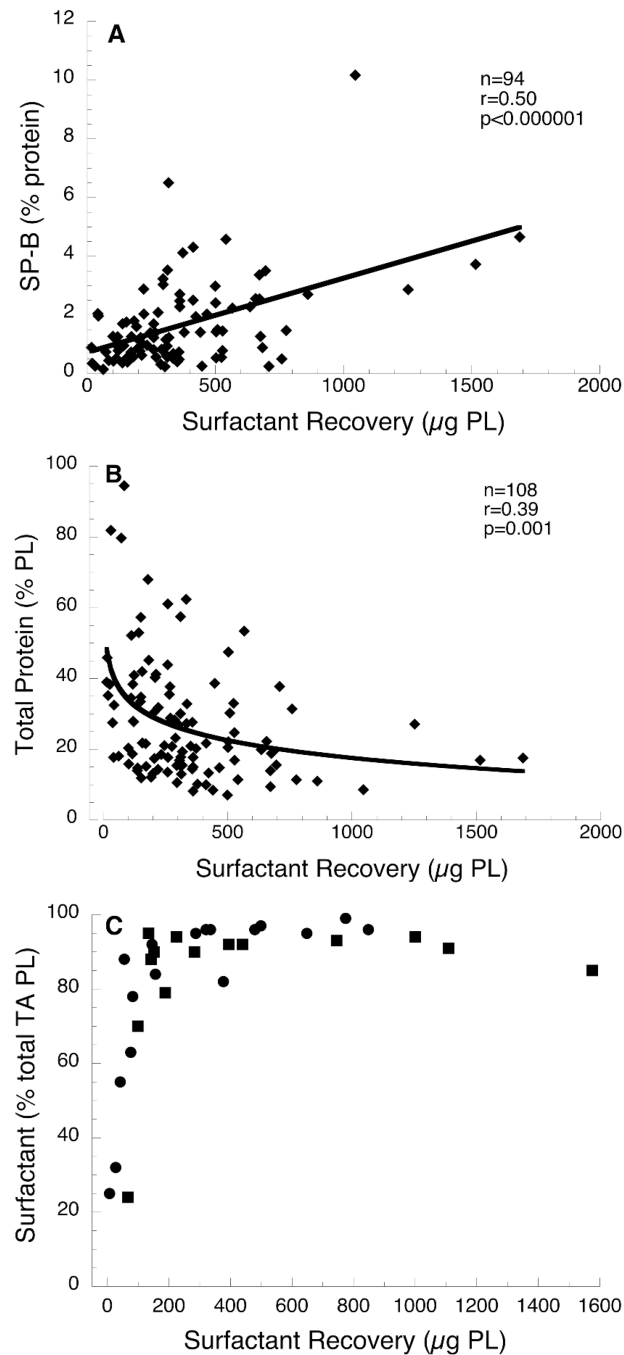 A
n=94
r=0.50
p<0.000001
SP-B (% protein)
12
10
8
6
4
2
0
0 500 1000 1500 2000
Surfactant Recovery (µg PL)
B
n=108
r=0.39
p=0.001
Total Protein (% PL)
100
80
60
40
20
0
0 500 1000 1500 2000
Surfactant Recovery (µg PL)
C
Surfactant (% total TA PL)
100
80
60
40
20
0
0 200 400 600 800 1000 1200 1400 1600
Surfactant Recovery (µg PL)